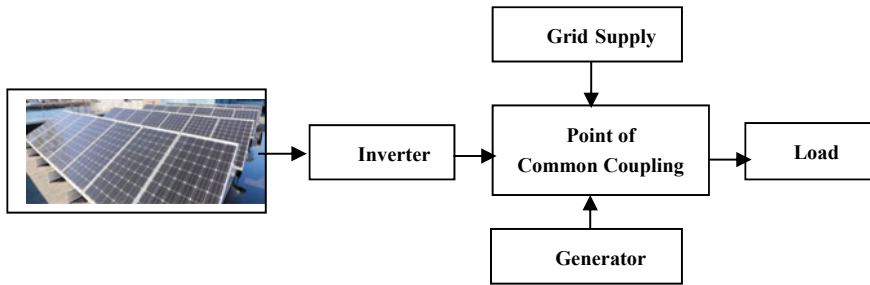 Grid Supply
Inverter
Point of
Common Coupling
Load
Generator